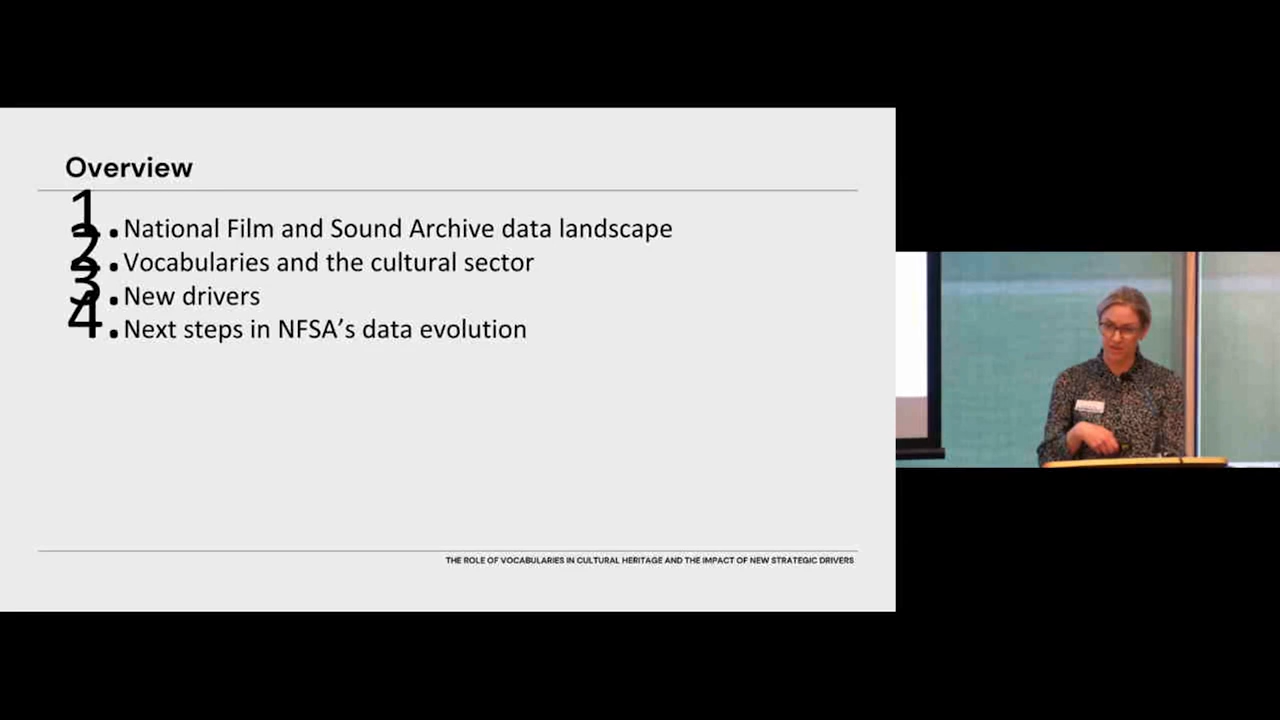 Overview
1. National Film and Sound Archive data landscape
2. Vocabularies and the cultural sector
3. New drivers
4. Next steps in NFSA’s data evolution
THE ROLE OF VOCABULARIES IN CULTURAL HERITAGE AND THE IMPACT OF NEW STRATEGIC DRIVERS